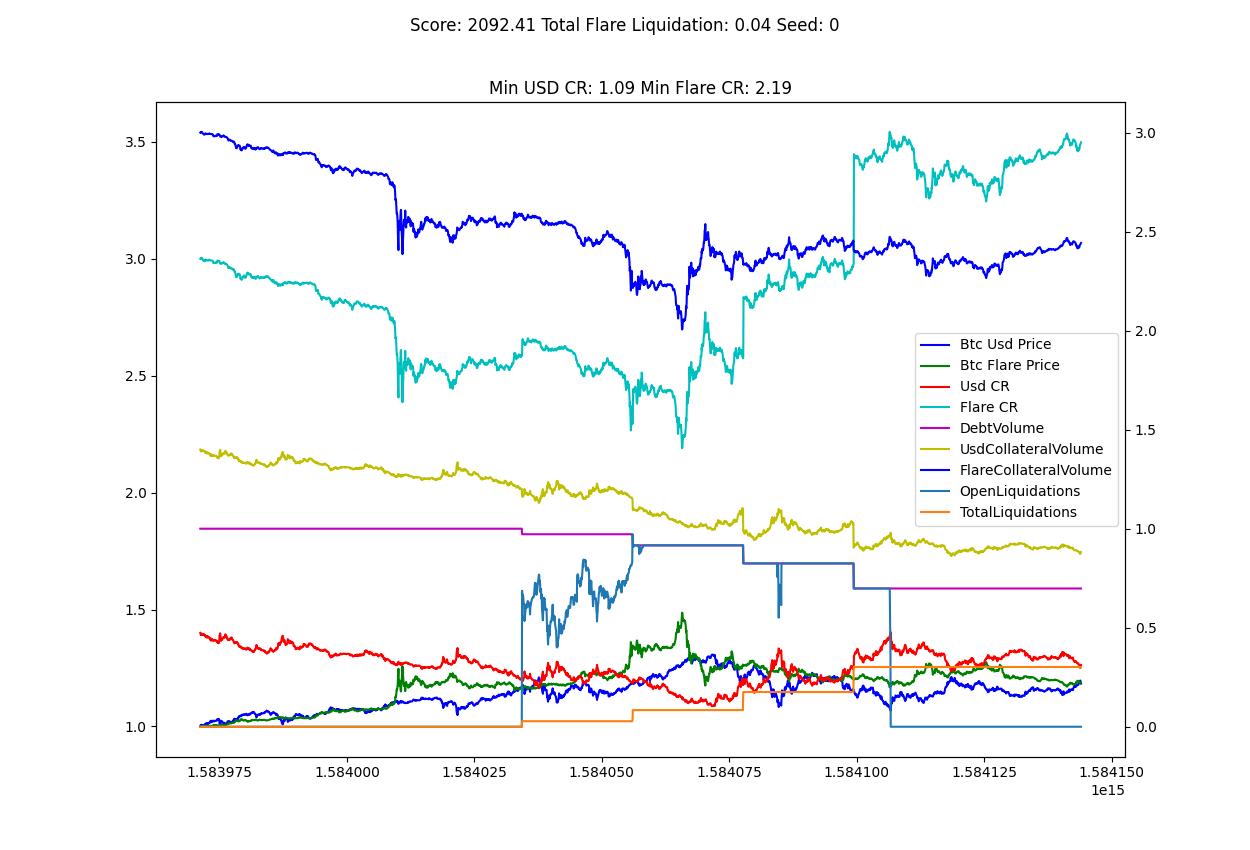 Score: 2092.41 Total Flare Liquidation: 0.04 Seed: 0
Min USD CR: 1.09 Min Flare CR: 2.19
3.5
3.0
2.5
2.0
1.5
1.0
3.0
2.5
2.0
1.5
1.0
0.5
0.0
Btc Usd Price
Btc Flare Price
Usd CR
Flare CR
DebtVolume
UsdCollateralVolume
FlareCollateralVolume
OpenLiquidations
TotalLiquidations
1.583975 1.584000 1.584025 1.584050 1.584075 1.584100 1.584125 1.584150
1e15